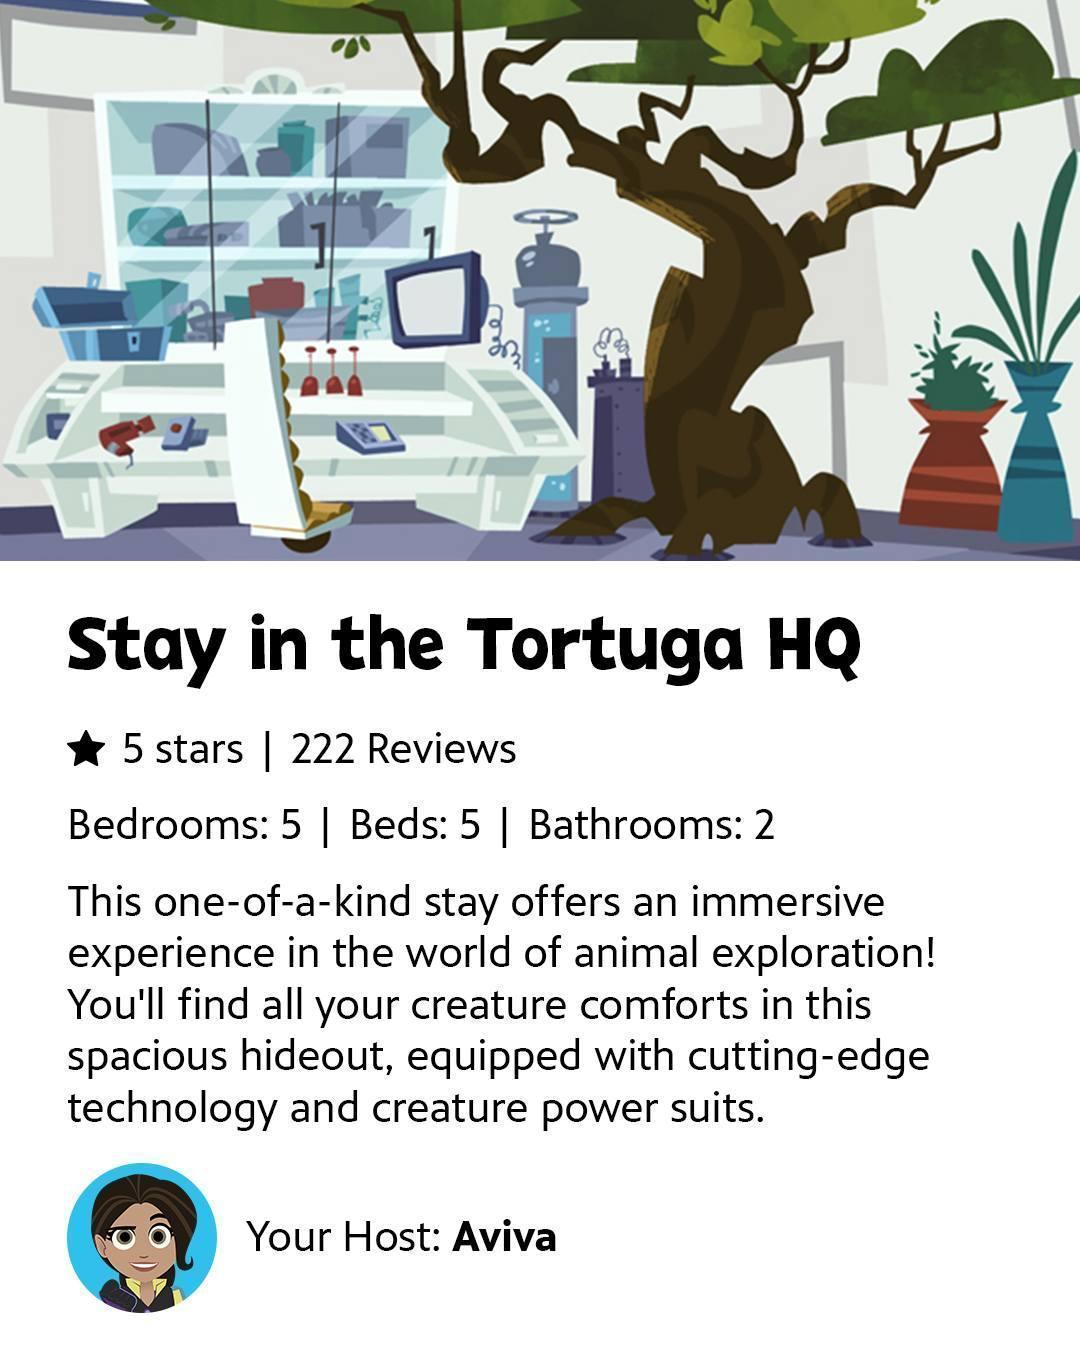 Stay in the Tortuga HQ
★ 5 stars | 222 Reviews
Bedrooms: 5 | Beds: 5 | Bathrooms: 2
This one-of-a-kind stay offers an immersive
experience in the world of animal exploration!
You'll find all your creature comforts in this
spacious hideout, equipped with cutting-edge
technology and creature power suits.
Your Host: Aviva